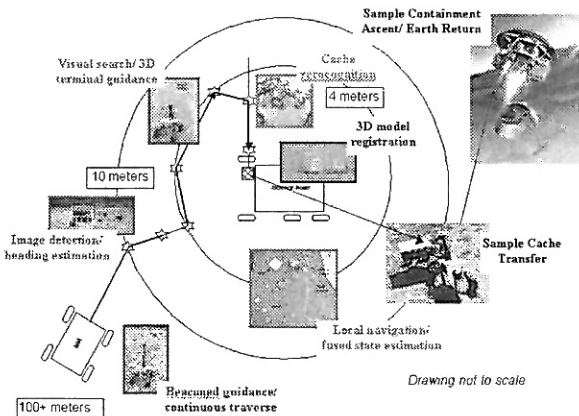 Sample Containment
Ascent/ Earth Return
Visual search/ 3D
terminal guidance
Cache
4 meters
3D model
registration
10 meters
Image detection/
heading estimation
Sample Cache
Transfer
Local navigation/
fused state estimation
Drawing not to scale
guidance/
continuous traverse
100+ meters